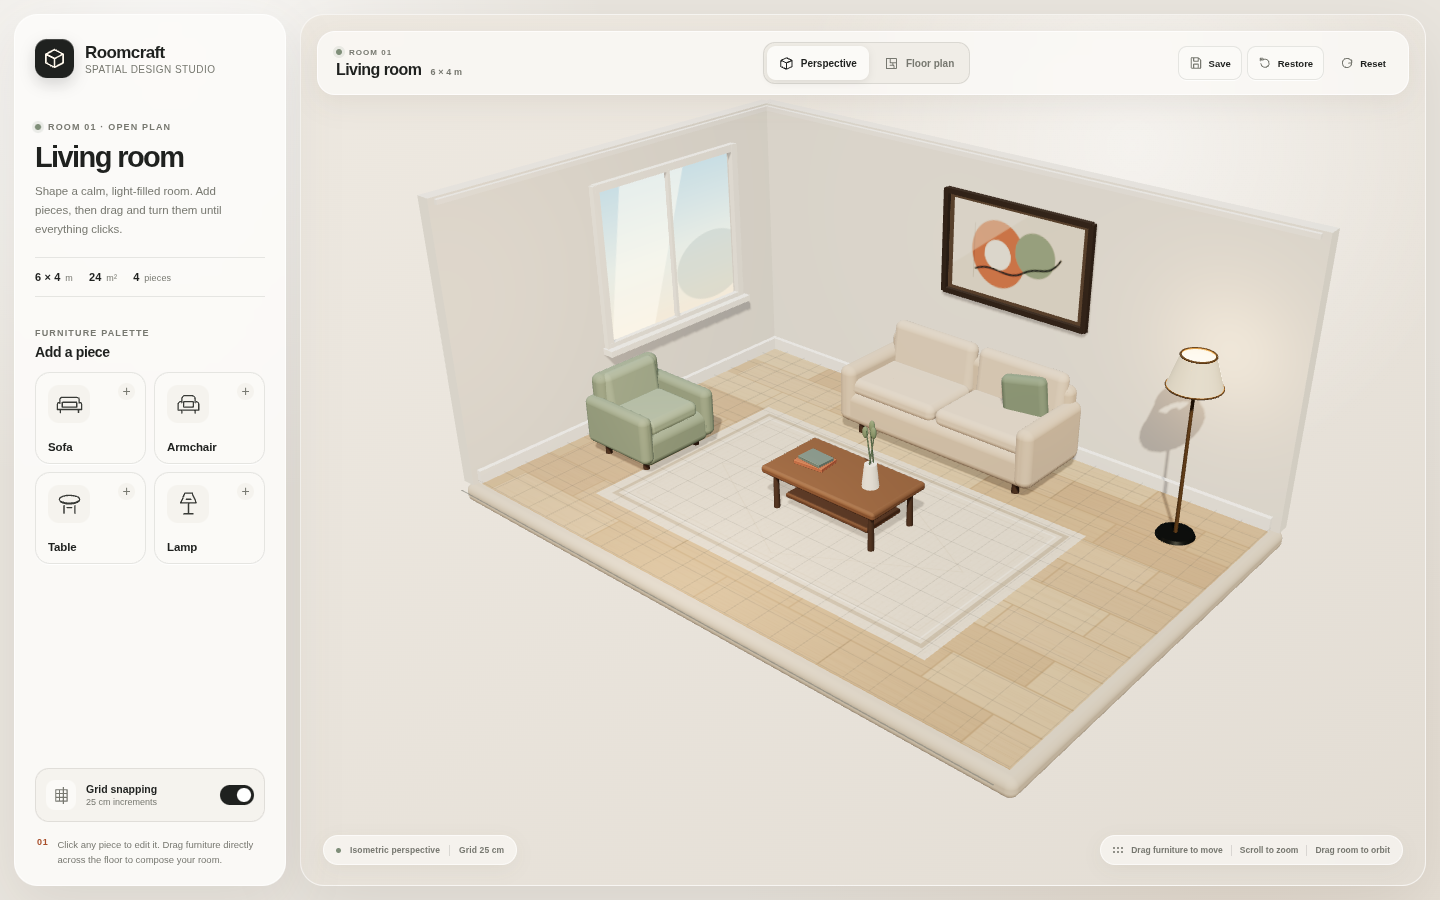 Roomcraft
SPATIAL DESIGN STUDIO
ROOM 01 · OPEN PLAN
Living room
Shape a calm, light-filled room. Add
pieces, then drag and turn them until
everything clicks.
6 × 4 m 24 m² 4 pieces
FURNITURE PALETTE
Add a piece
Sofa
Armchair
Table
Lamp
Grid snapping
25 cm increments
01 Click any piece to edit it. Drag furniture directly
across the floor to compose your room.
ROOM 01
Living room 6 × 4 m
Perspective
Floor plan
Save
Restore
Reset
Isometric perspective
Grid 25 cm
Drag furniture to move
Scroll to zoom
Drag room to orbit